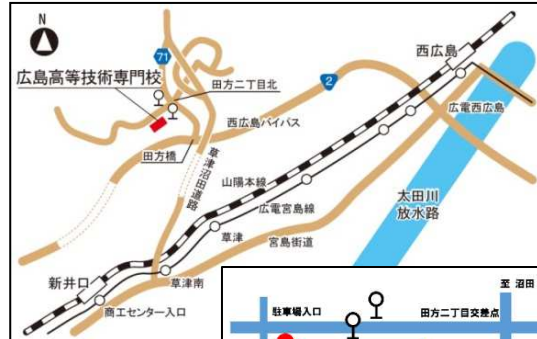 N
71
西広島
広島高等技術専門校
田方二丁目北
2
広電西広島
西広島バイパス
田方橋
草津沼田道路
山陽本線
太田川
放水路
広電宮島線
草津
宮島街道
新井口
草津南
商工センター入口
至 沼田
駐車場入口
田方二丁目交差点